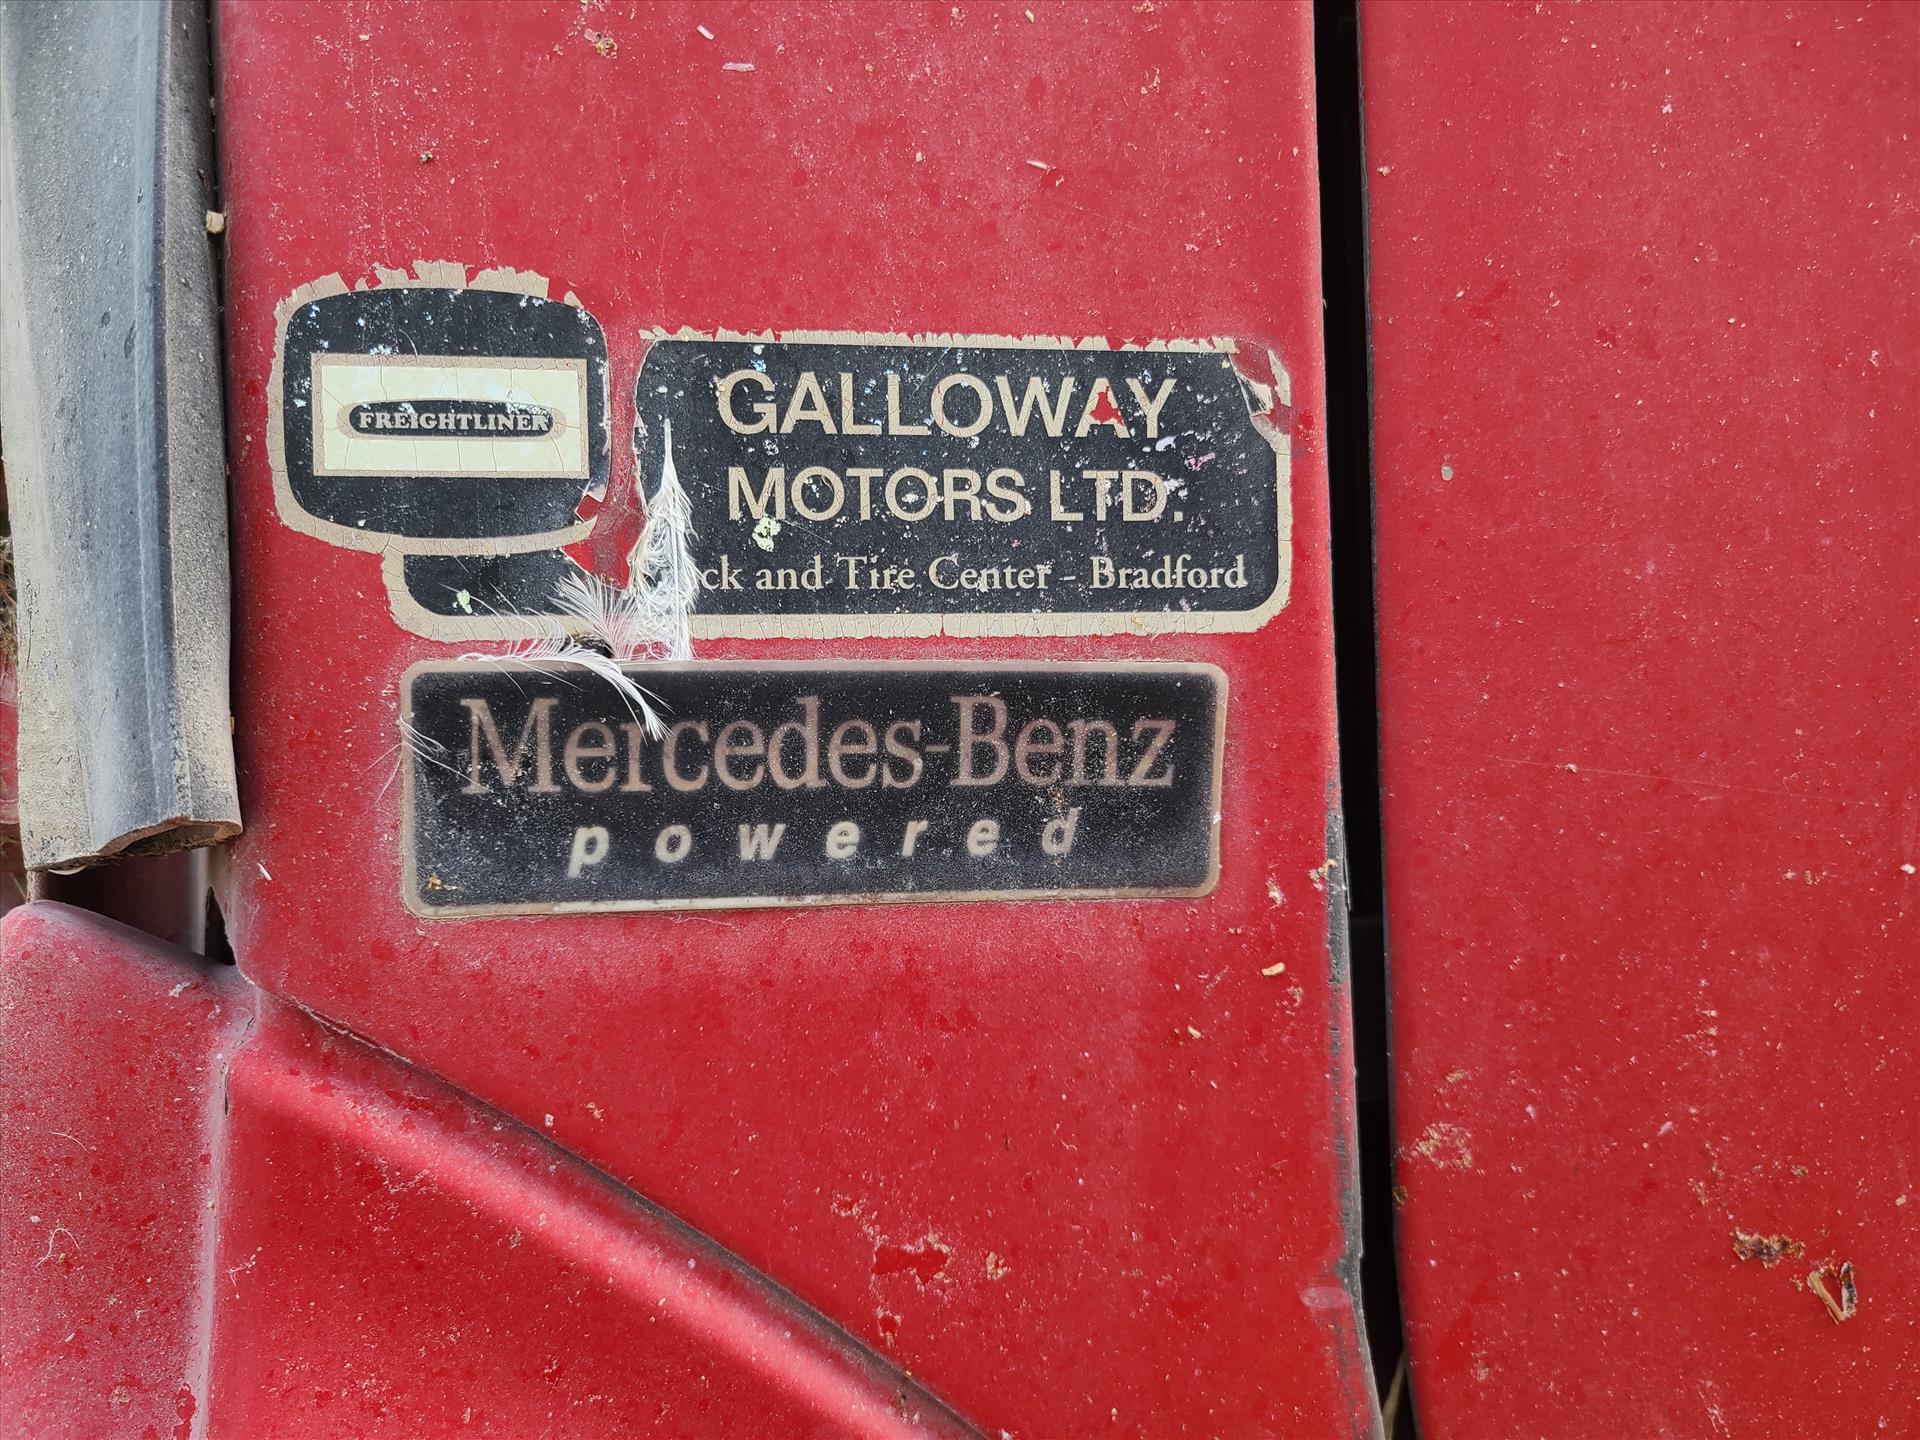 FREIGHTLINER
GALLOWAY
MOTORS LTD.
and Tire Center - Bradford
Mercedes-Benz
powered